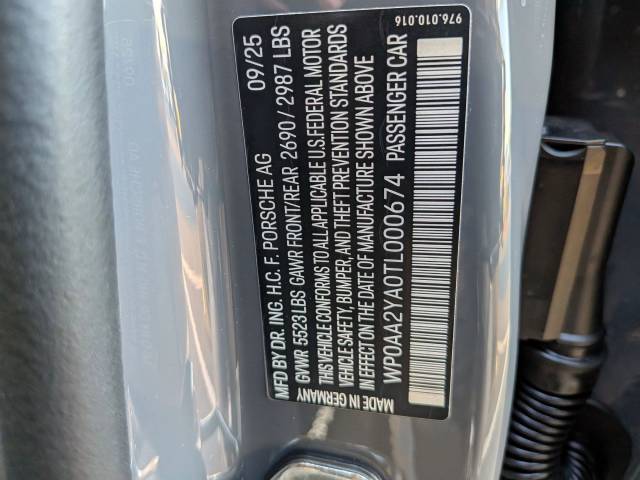 976.010.016
MFD BY DR. ING. H.C. F. PORSCHE AG 09/25
GVWR 5523 LBS GAWR FRONT/REAR 2690 / 2987 LBS
THIS VEHICLE CONFORMS TO ALL APPLICABLE U.S. FEDERAL MOTOR
VEHICLE SAFETY, BUMPER, AND THEFT PREVENTION STANDARDS
IN EFFECT ON THE DATE OF MANUFACTURE SHOWN ABOVE
WP0AA2YA0TL000674 PASSENGER CAR
MADE IN GERMANY